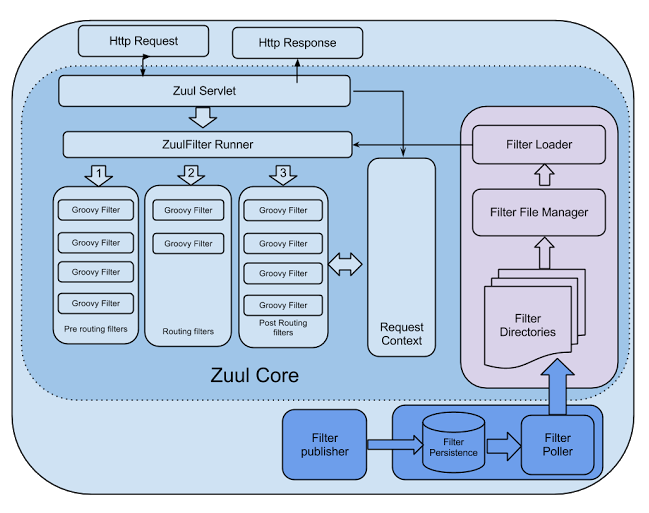 Http Request
Http Response
Zuul Servlet
ZuulFilter Runner
Filter Loader
1
2
3
Groovy Filter
Groovy Filter
Groovy Filter
Groovy Filter
Pre routing filters
Groovy Filter
Groovy Filter
Routing filters
Groovy Filter
Groovy Filter
Groovy Filter
Groovy Filter
Post Routing
filters
Request
Context
Filter File Manager
Filter
Directories
Zuul Core
Filter
publisher
Filter
Persistence
Filter
Poller